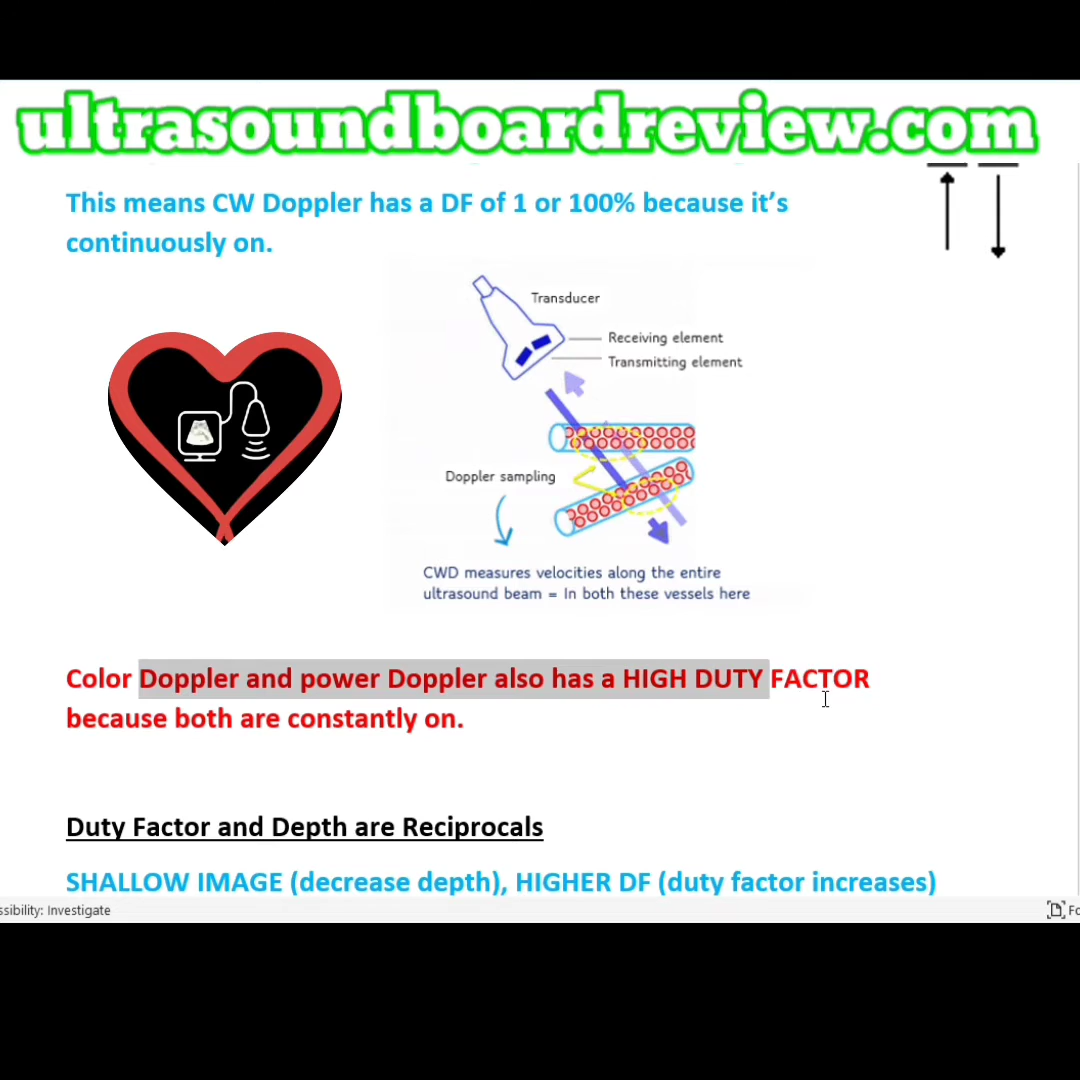 ultrasoundboardreview.com
This means CW Doppler has a DF of 1 or 100% because it's
continuously on.
Transducer
Receiving element
Transmitting element
Doppler sampling
CWD measures velocities along the entire
ultrasound beam = In both these vessels here
Color Doppler and power Doppler also has a HIGH DUTY FACTOR
because both are constantly on.
Duty Factor and Depth are Reciprocals
SHALLOW IMAGE (decrease depth), HIGHER DF (duty factor increases)
ssibility: Investigate
Fo